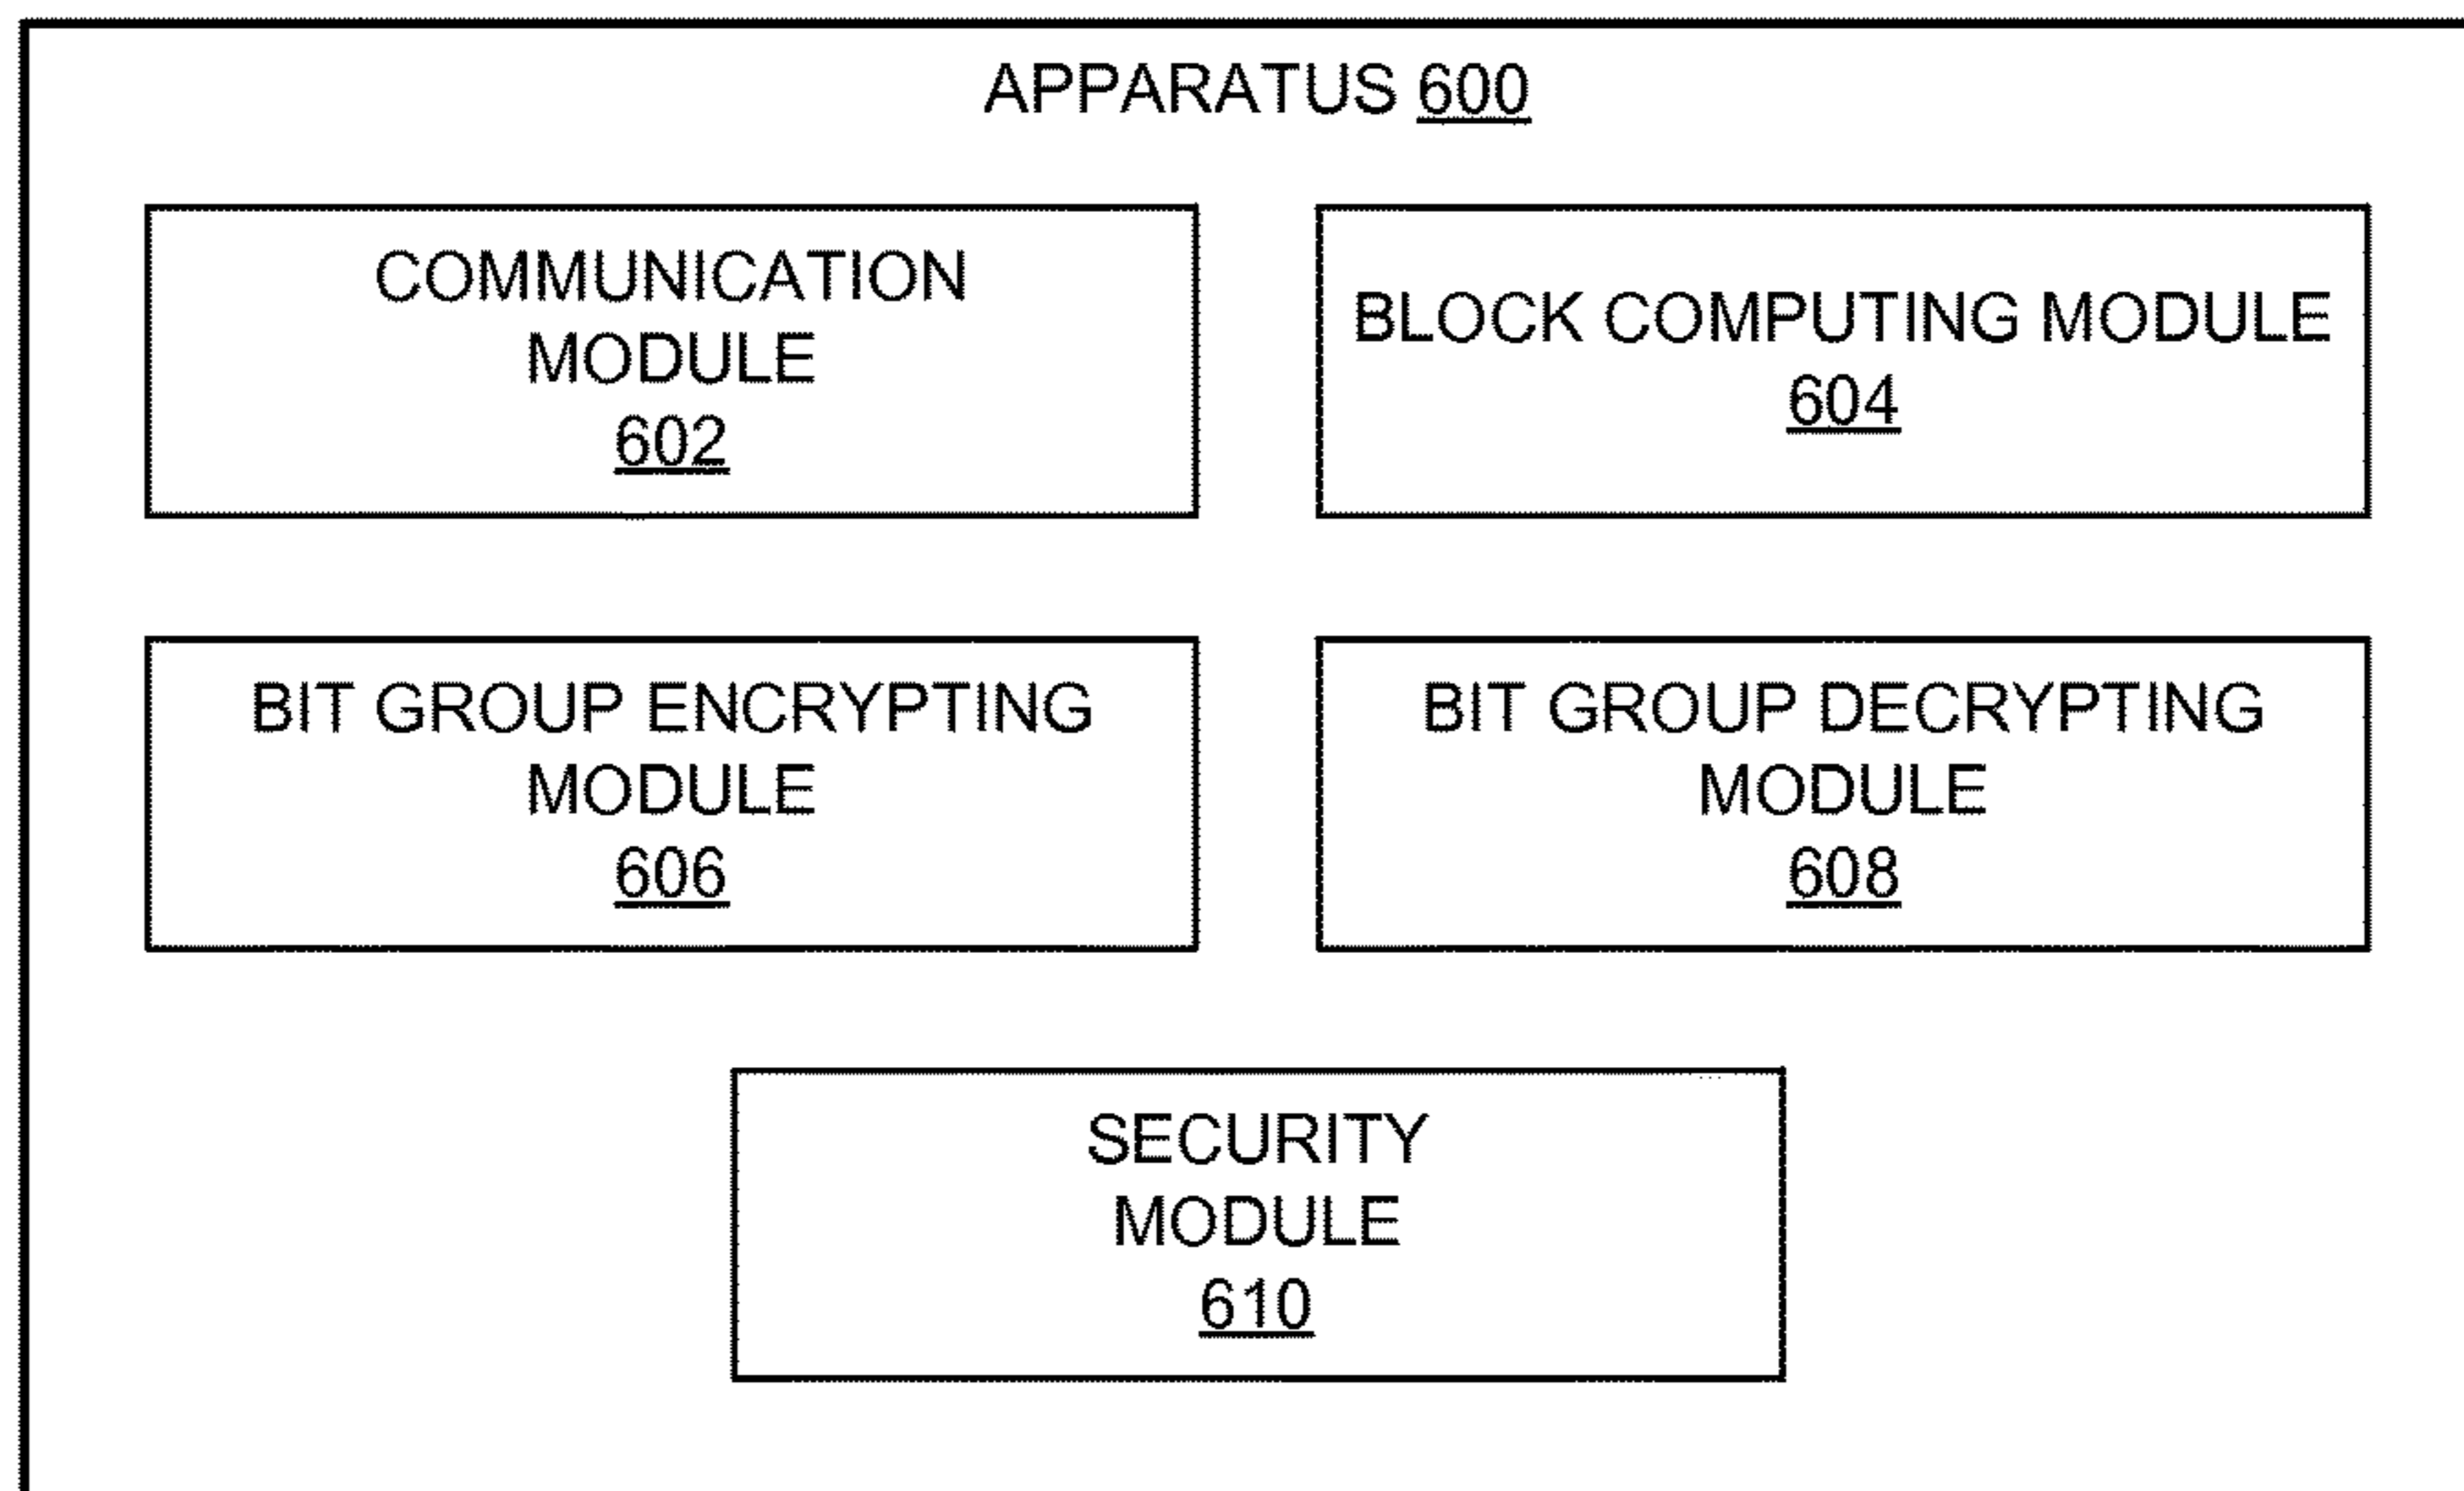 APPARATUS 600
COMMUNICATION
MODULE
602
BLOCK COMPUTING MODULE
604
BIT GROUP ENCRYPTING
MODULE
606
BIT GROUP DECRYPTING
MODULE
608
SECURITY
MODULE
610